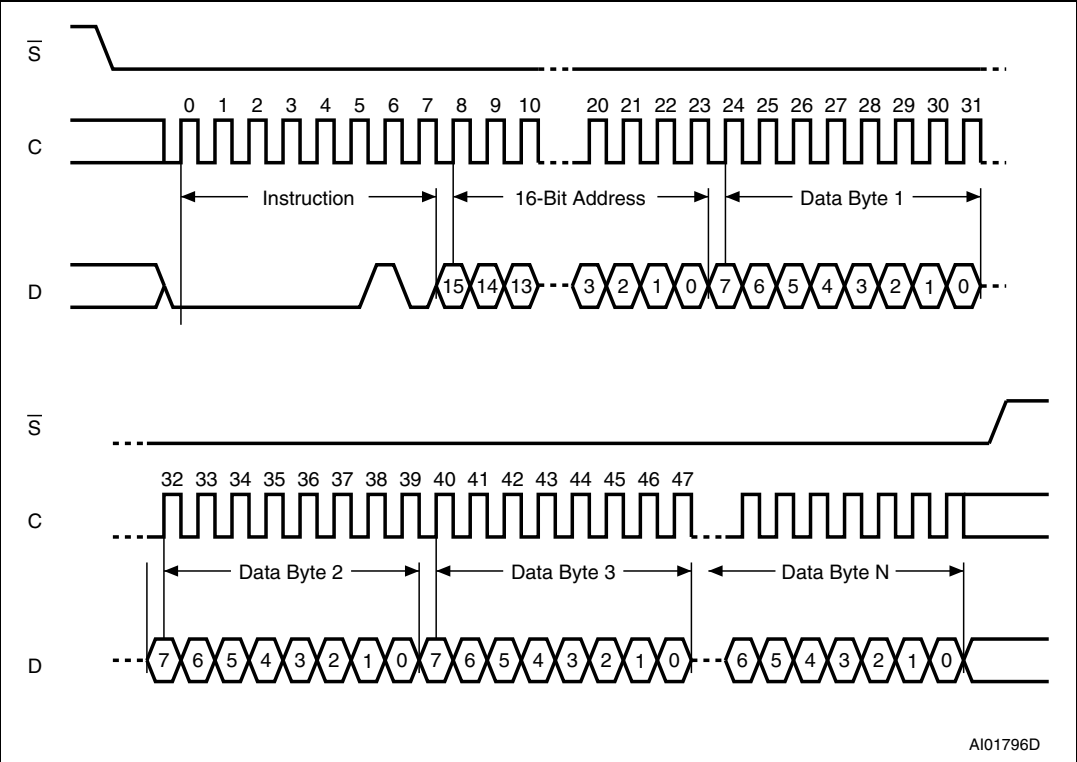 S
0 1 2 3 4 5 6 7 8 9 10 20 21 22 23 24 25 26 27 28 29 30 31
C
Instruction 16-Bit Address Data Byte 1
D 15 14 13 3 2 1 0 7 6 5 4 3 2 1 0
S
32 33 34 35 36 37 38 39 40 41 42 43 44 45 46 47
C
Data Byte 2 Data Byte 3 Data Byte N
D 7 6 5 4 3 2 1 0 7 6 5 4 3 2 1 0 6 5 4 3 2 1 0
AI01796D